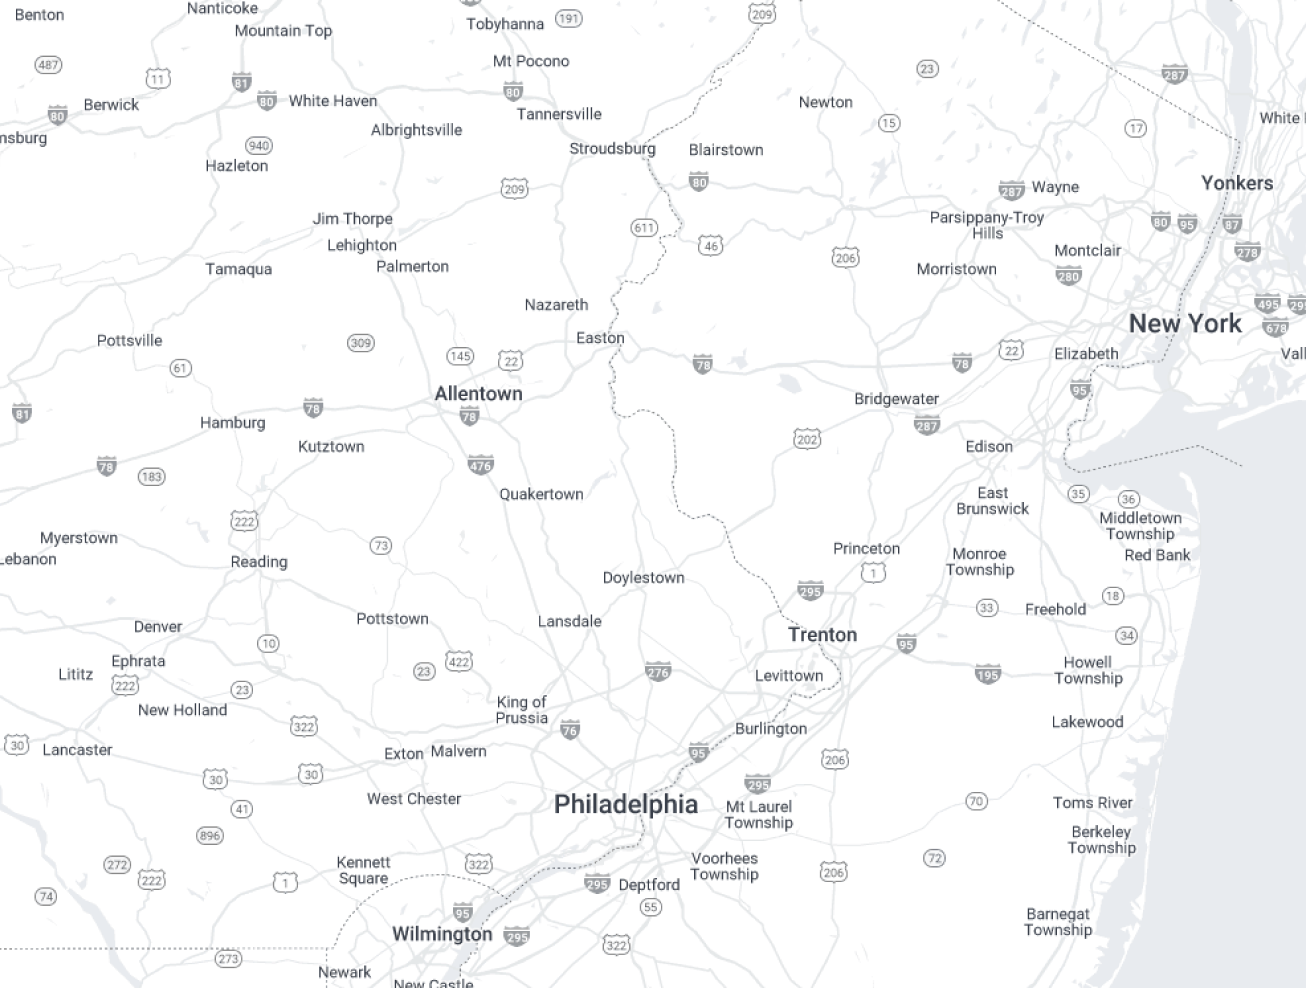 Benton
Nanticoke
Mountain Top
Tobyhanna
191
209
487
11
81
80
Mt Pocono
23
287
Berwick
80
White Haven
80
Tannersville
Newton
15
17
White
msburg
940
Albrightsville
Stroudsburg
Blairstown
Hazleton
209
80
287
Wayne
Yonkers
Jim Thorpe
611
46
Parsippany-Troy
Hills
80
95
87
Lehighton
206
Montclair
278
Tamaqua
Palmerton
Morristown
280
Nazareth
495
295
Pottsville
309
Easton
New York
678
61
145
22
78
78
22
Elizabeth
Vall
81
Allentown
78
78
Bridgewater
95
Hamburg
287
Kutztown
202
Edison
78
183
476
Quakertown
East
Brunswick
35
36
222
Middletown
Township
Myerstown
73
Princeton
Monroe
Township
Red Bank
Lebanon
Reading
Doylestown
1
295
33
Freehold
18
Denver
Pottstown
Lansdale
Trenton
95
34
10
Lititz
Ephrata
222
23
422
276
Levittown
195
Howell
Township
23
New Holland
King of
Prussia
322
76
Burlington
Lakewood
30
Lancaster
Exton
Malvern
95
206
30
30
295
41
West Chester
Philadelphia
Mt Laurel
Township
70
Toms River
896
Berkeley
Township
272
222
1
Kennett
Square
322
Voorhees
Township
72
206
74
295
Deptford
55
95
Wilmington
295
322
Barnegat
Township
273
Newark
New Castle